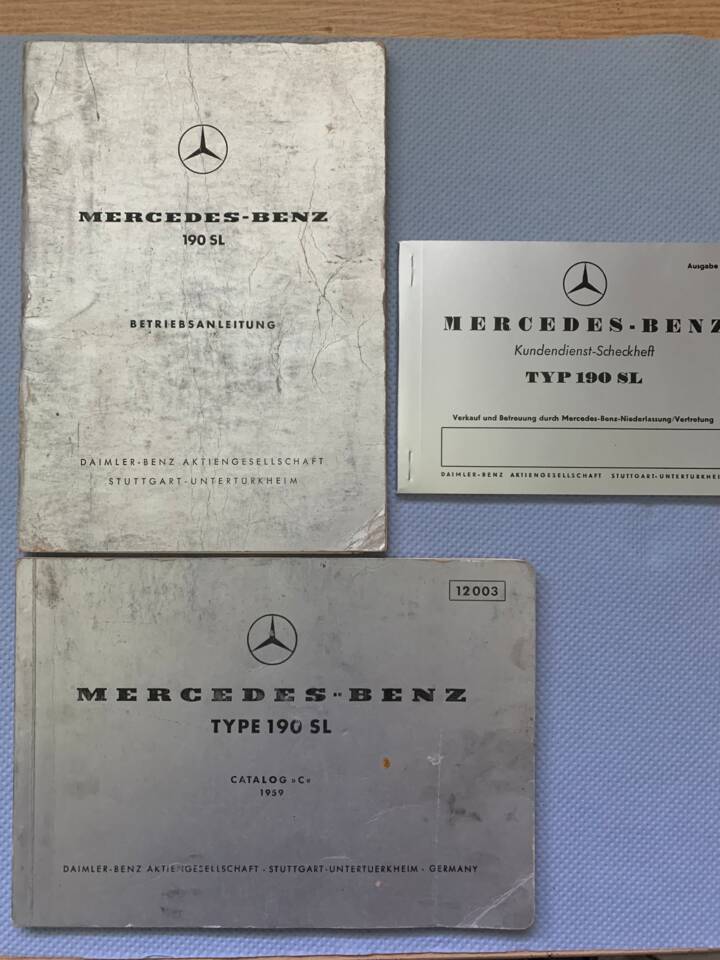 MERCEDES-BENZ
190 SL
BETRIEBSANLEITUNG
DAIMLER-BENZ AKTIENGESELLSCHAFT
STUTTGART-UNTERTÜRKHEIM
Ausgabe
MERCEDES-BENZ
Kundendienst-Scheckheft
TYP 190 SL
Verkauf und Betreuung durch Mercedes-Benz-Niederlassung/Vertretung
DAIMLER-BENZ AKTIENGESELLSCHAFT STUTTGART-UNTERTÜRKHEI
12003
MERCEDES-BENZ
TYPE 190 SL
CATALOG »C«
1959
DAIMLER-BENZ AKTIENGESELLSCHAFT · STUTTGART-UNTERTUERKHEIM · GERMANY